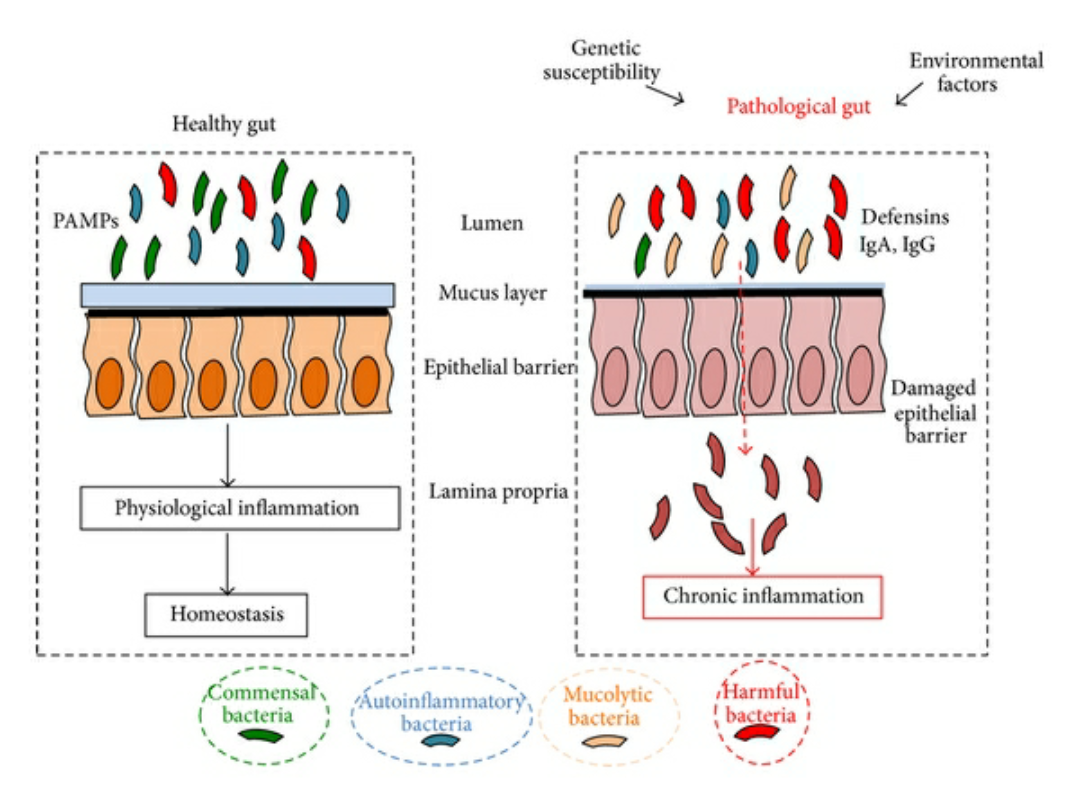 Genetic
susceptibility
Environmental
factors
Pathological gut
Healthy gut
PAMPs
Lumen
Defensins
IgA, IgG
Mucus layer
Epithelial barrier
Damaged
epithelial
barrier
Lamina propria
Physiological inflammation
Chronic inflammation
Homeostasis
Commensal
bacteria
Autoinflammatory
bacteria
Mucolytic
bacteria
Harmful
bacteria